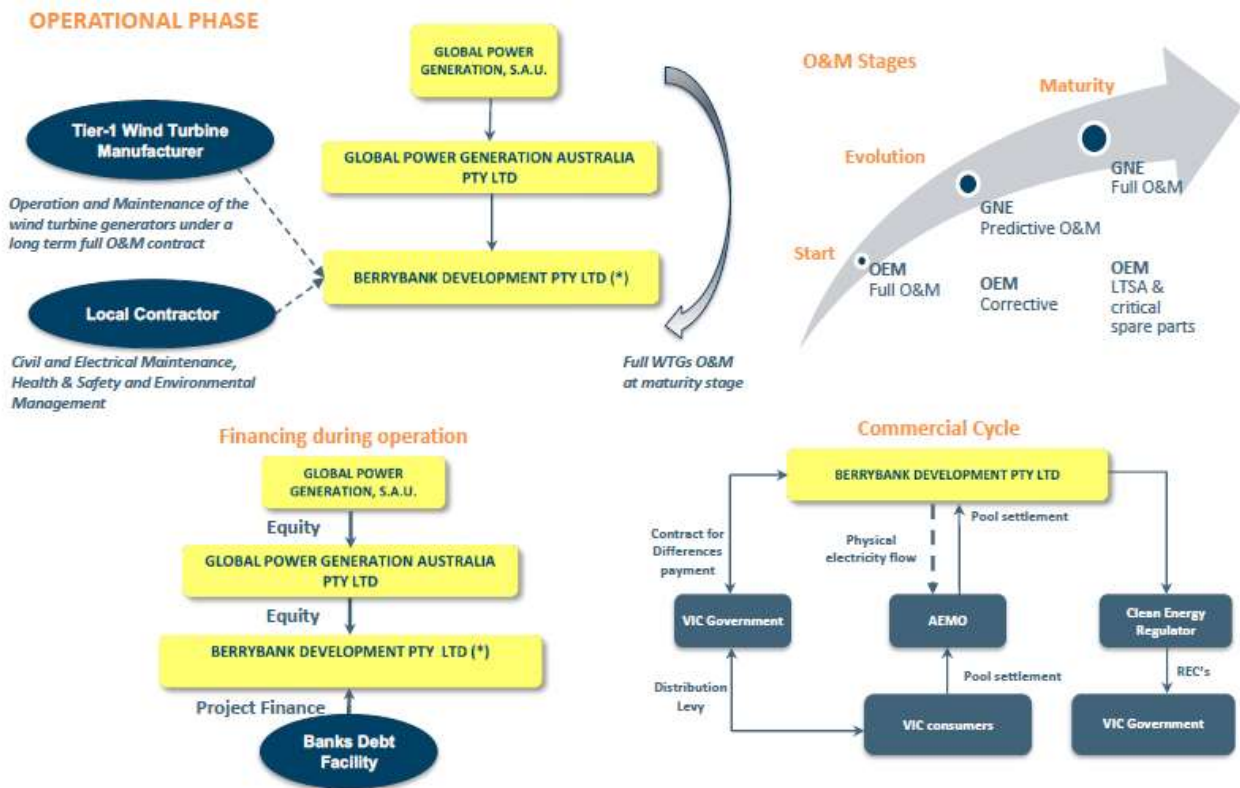 OPERATIONAL PHASE
GLOBAL POWER
GENERATION, S.A.U.
Tier-1 Wind Turbine
Manufacturer
GLOBAL POWER GENERATION AUSTRALIA
PTY LTD
Operation and Maintenance of the
wind turbine generators under a
long term full O&M contract
BERRYBANK DEVELOPMENT PTY LTD (*)
Local Contractor
Civil and Electrical Maintenance,
Health & Safety and Environmental
Management
Full WTGs O&M
at maturity stage
O&M Stages
Maturity
Evolution
GNE
Full O&M
GNE
Predictive O&M
Start
OEM
Full O&M
OEM
Corrective
OEM
LTSA &
critical
spare parts
Financing during operation
GLOBAL POWER
GENERATION, S.A.U.
Equity
GLOBAL POWER GENERATION AUSTRALIA
PTY LTD
Equity
BERRYBANK DEVELOPMENT PTY LTD (*)
Project Finance
Banks Debt
Facility
Commercial Cycle
BERRYBANK DEVELOPMENT PTY LTD
Contract for
Differences
payment
Physical
electricity flow
Pool settlement
VIC Government
AEMO
Clean Energy
Regulator
Distribution
Levy
Pool settlement
REC's
VIC consumers
VIC Government